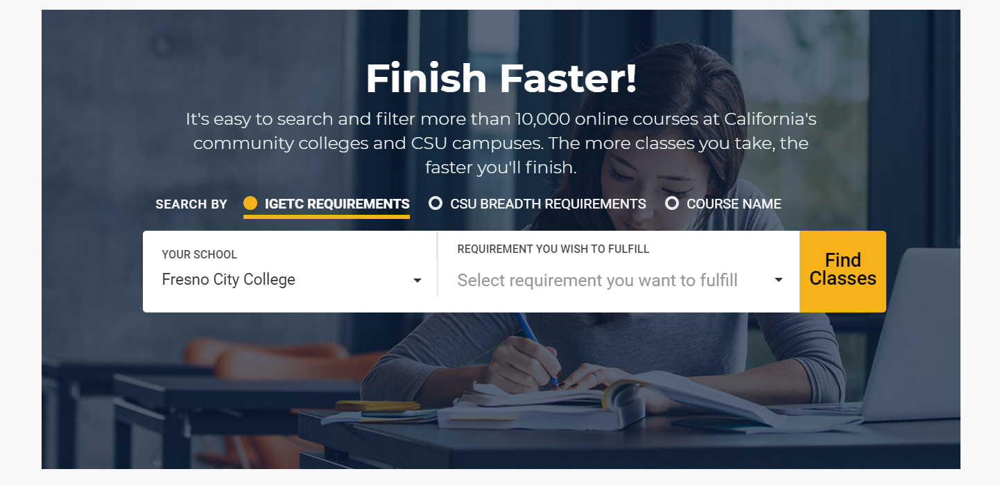 Finish Faster!
It's easy to search and filter more than 10,000 online courses at California's
community colleges and CSU campuses. The more classes you take, the
faster you'll finish.
SEARCH BY IGETC REQUIREMENTS CSU BREADTH REQUIREMENTS COURSE NAME
YOUR SCHOOL
Fresno City College
REQUIREMENT YOU WISH TO FULFILL
Select requirement you want to fulfill
Find
Classes